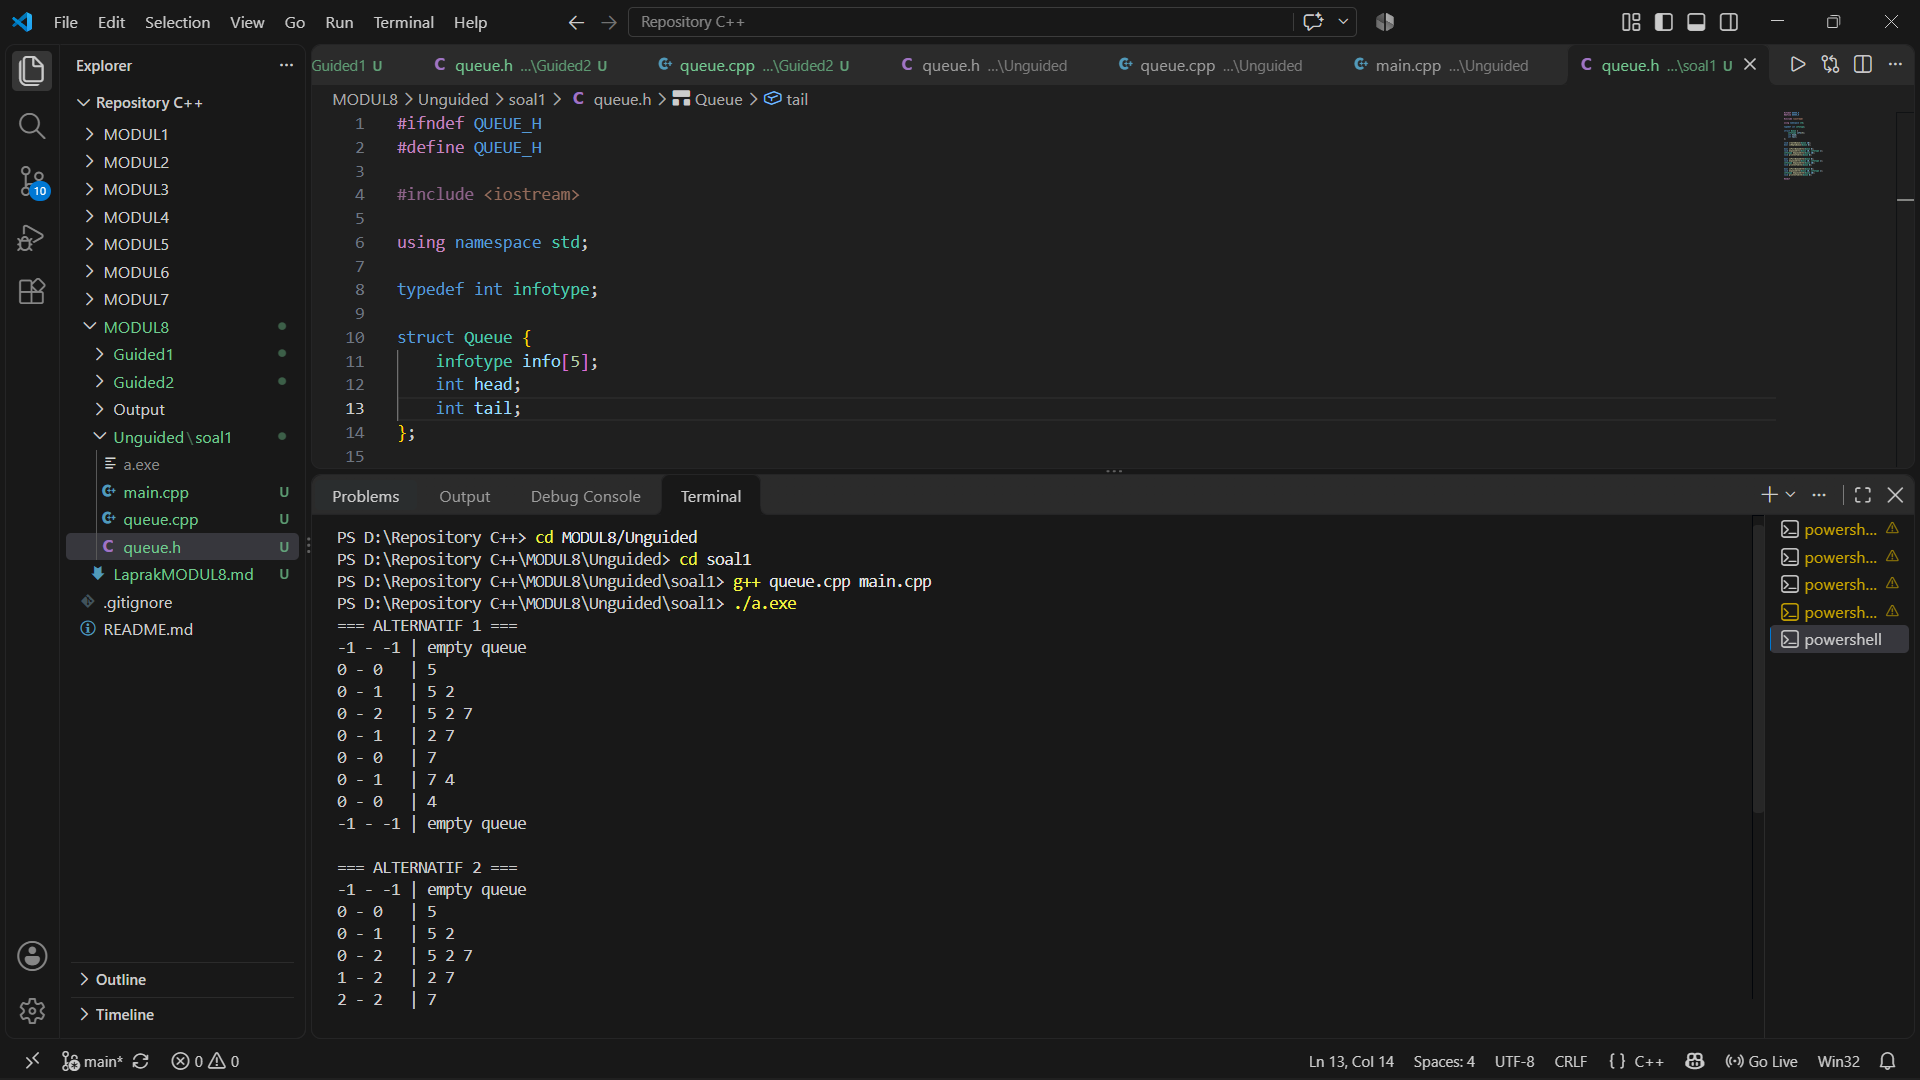 File Edit Selection View Go Run Terminal Help
Repository C++
Explorer
Repository C++
MODUL1
MODUL2
MODUL3
MODUL4
MODUL5
MODUL6
MODUL7
MODUL8
Guided1
Guided2
Output
Unguided\soal1
a.exe
main.cpp U
queue.cpp U
queue.h U
LaprakMODUL8.md U
.gitignore
README.md
Outline
Timeline
10
Guided1 U
C queue.h ...\Guided2 U
queue.cpp ...\Guided2 U
C queue.h ...\Unguided
queue.cpp ...\Unguided
main.cpp ...\Unguided
C queue.h ...\soal1 U
MODUL8 > Unguided > soal1 > C queue.h > Queue > tail
1 #ifndef QUEUE_H
2 #define QUEUE_H
3
4 #include <iostream>
5
6 using namespace std;
7
8 typedef int infotype;
9
10 struct Queue {
11 infotype info[5];
12 int head;
13 int tail;
14 };
15
Problems Output Debug Console Terminal
PS D:\Repository C++> cd MODUL8/Unguided
PS D:\Repository C++\MODUL8\Unguided> cd soal1
PS D:\Repository C++\MODUL8\Unguided\soal1> g++ queue.cpp main.cpp
PS D:\Repository C++\MODUL8\Unguided\soal1> ./a.exe
=== ALTERNATIF 1 ===
-1 - -1 | empty queue
0 - 0 | 5
0 - 1 | 5 2
0 - 2 | 5 2 7
0 - 1 | 2 7
0 - 0 | 7
0 - 1 | 7 4
0 - 0 | 4
-1 - -1 | empty queue

=== ALTERNATIF 2 ===
-1 - -1 | empty queue
0 - 0 | 5
0 - 1 | 5 2
0 - 2 | 5 2 7
1 - 2 | 2 7
2 - 2 | 7
powersh...
powersh...
powersh...
powersh...
powershell
main* 0 0
Ln 13, Col 14 Spaces: 4 UTF-8 CRLF {} C++ Go Live Win32